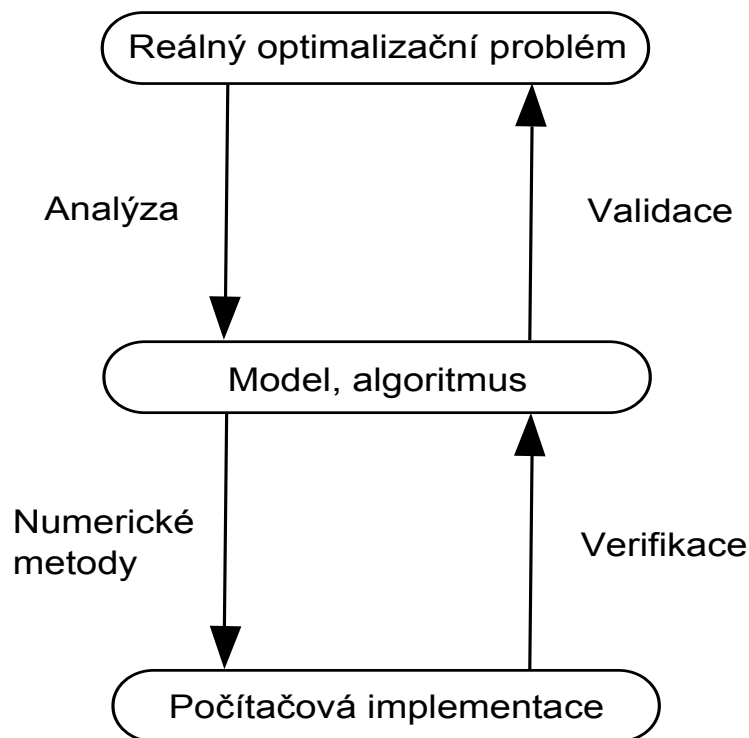 Reálný optimalizační problém
Analýza
Validace
Model, algoritmus
Numerické
metody
Verifikace
Počítačová implementace